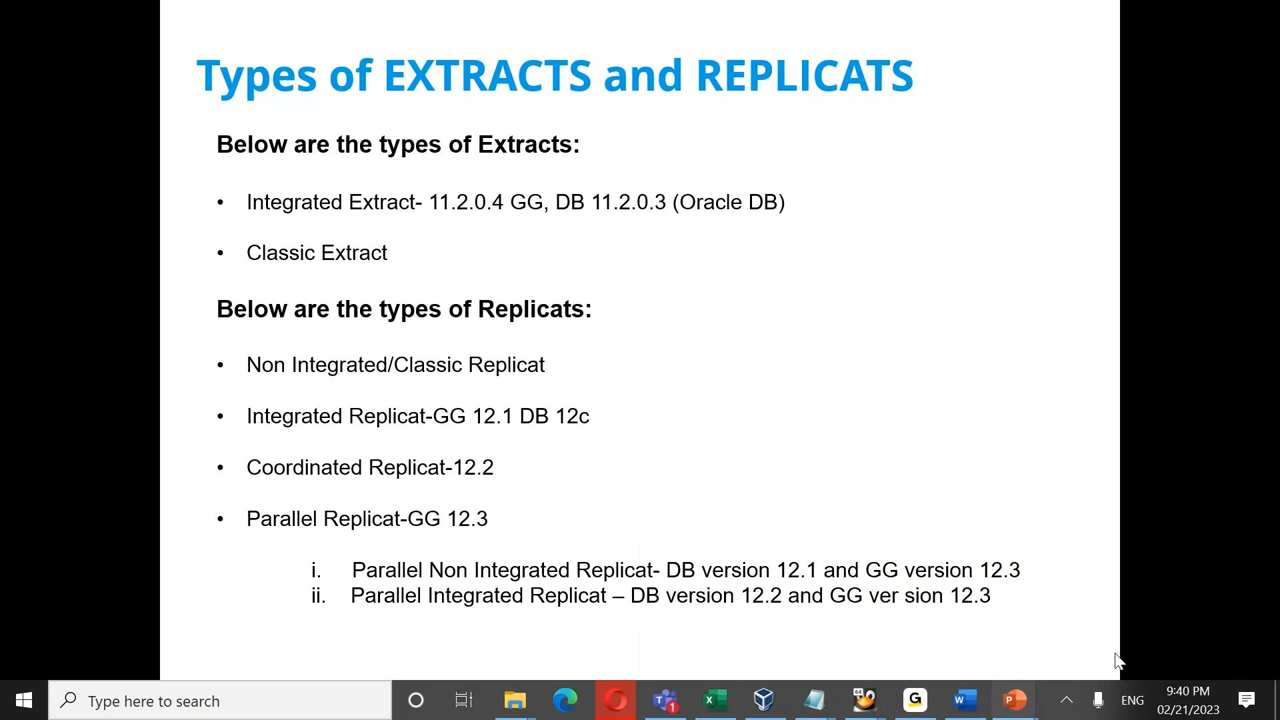 Types of EXTRACTS and REPLICATS
Below are the types of Extracts:
• Integrated Extract- 11.2.0.4 GG, DB 11.2.0.3 (Oracle DB)
• Classic Extract
Below are the types of Replicats:
• Non Integrated/Classic Replicat
• Integrated Replicat-GG 12.1 DB 12c
• Coordinated Replicat-12.2
• Parallel Replicat-GG 12.3
i. Parallel Non Integrated Replicat- DB version 12.1 and GG version 12.3
ii. Parallel Integrated Replicat – DB version 12.2 and GG ver sion 12.3
Type here to search
1
G
ENG
9:40 PM
02/21/2023